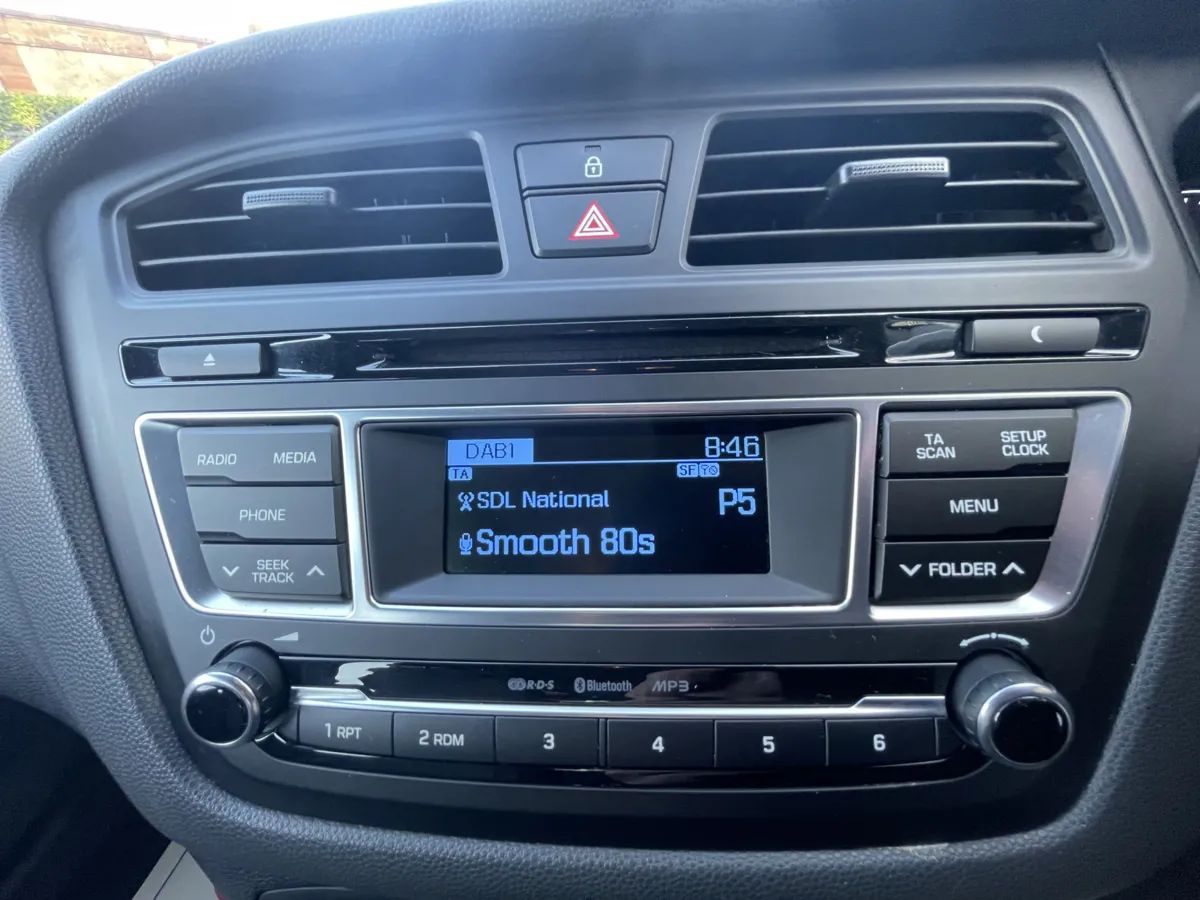 RADIO MEDIA
PHONE
SEEK
TRACK
DAB1 8:46
TA SF
SDL National P5
Smooth 80s
TA
SCAN
SETUP
CLOCK
MENU
FOLDER
R·D·S Bluetooth MP3
1 RPT 2 RDM 3 4 5 6